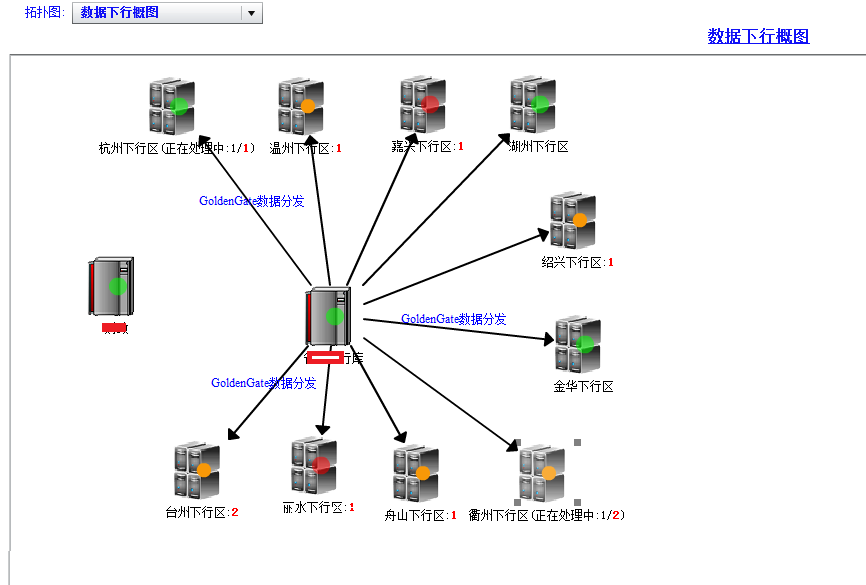 拓扑图:
数据下行概图
数据下行概图
杭州下行区(正在处理中:1/1)
温州下行区:1
嘉兴下行区:1
湖州下行区
GoldenGate数据分发
绍兴下行区:1
GoldenGate数据分发
行库
GoldenGate数据分发
金华下行区
台州下行区:2
丽水下行区:1
舟山下行区:1
衢州下行区(正在处理中:1/2)